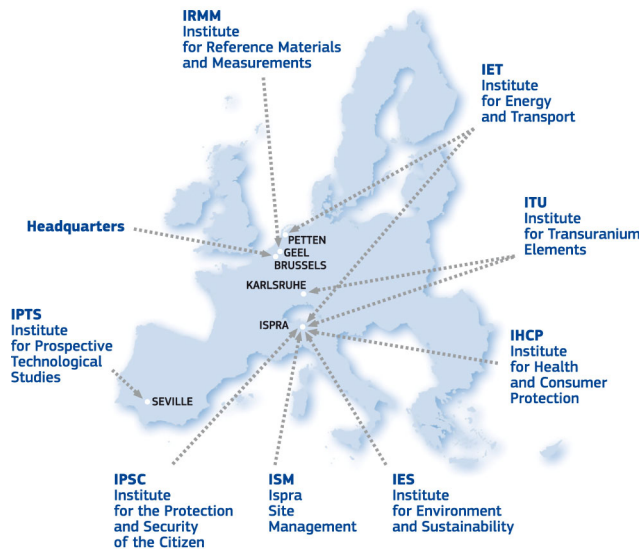 IRMM
Institute
for Reference Materials
and Measurements
IET
Institute
for Energy
and Transport
ITU
Institute
for Transuranium
Elements
Headquarters
PETTEN
GEEL
BRUSSELS
KARLSRUHE
ISPRA
IPTS
Institute
for Prospective
Technological
Studies
SEVILLE
IHCP
Institute
for Health
and Consumer
Protection
IPSC
Institute
for the Protection
and Security
of the Citizen
ISM
Ispra
Site
Management
IES
Institute
for Environment
and Sustainability